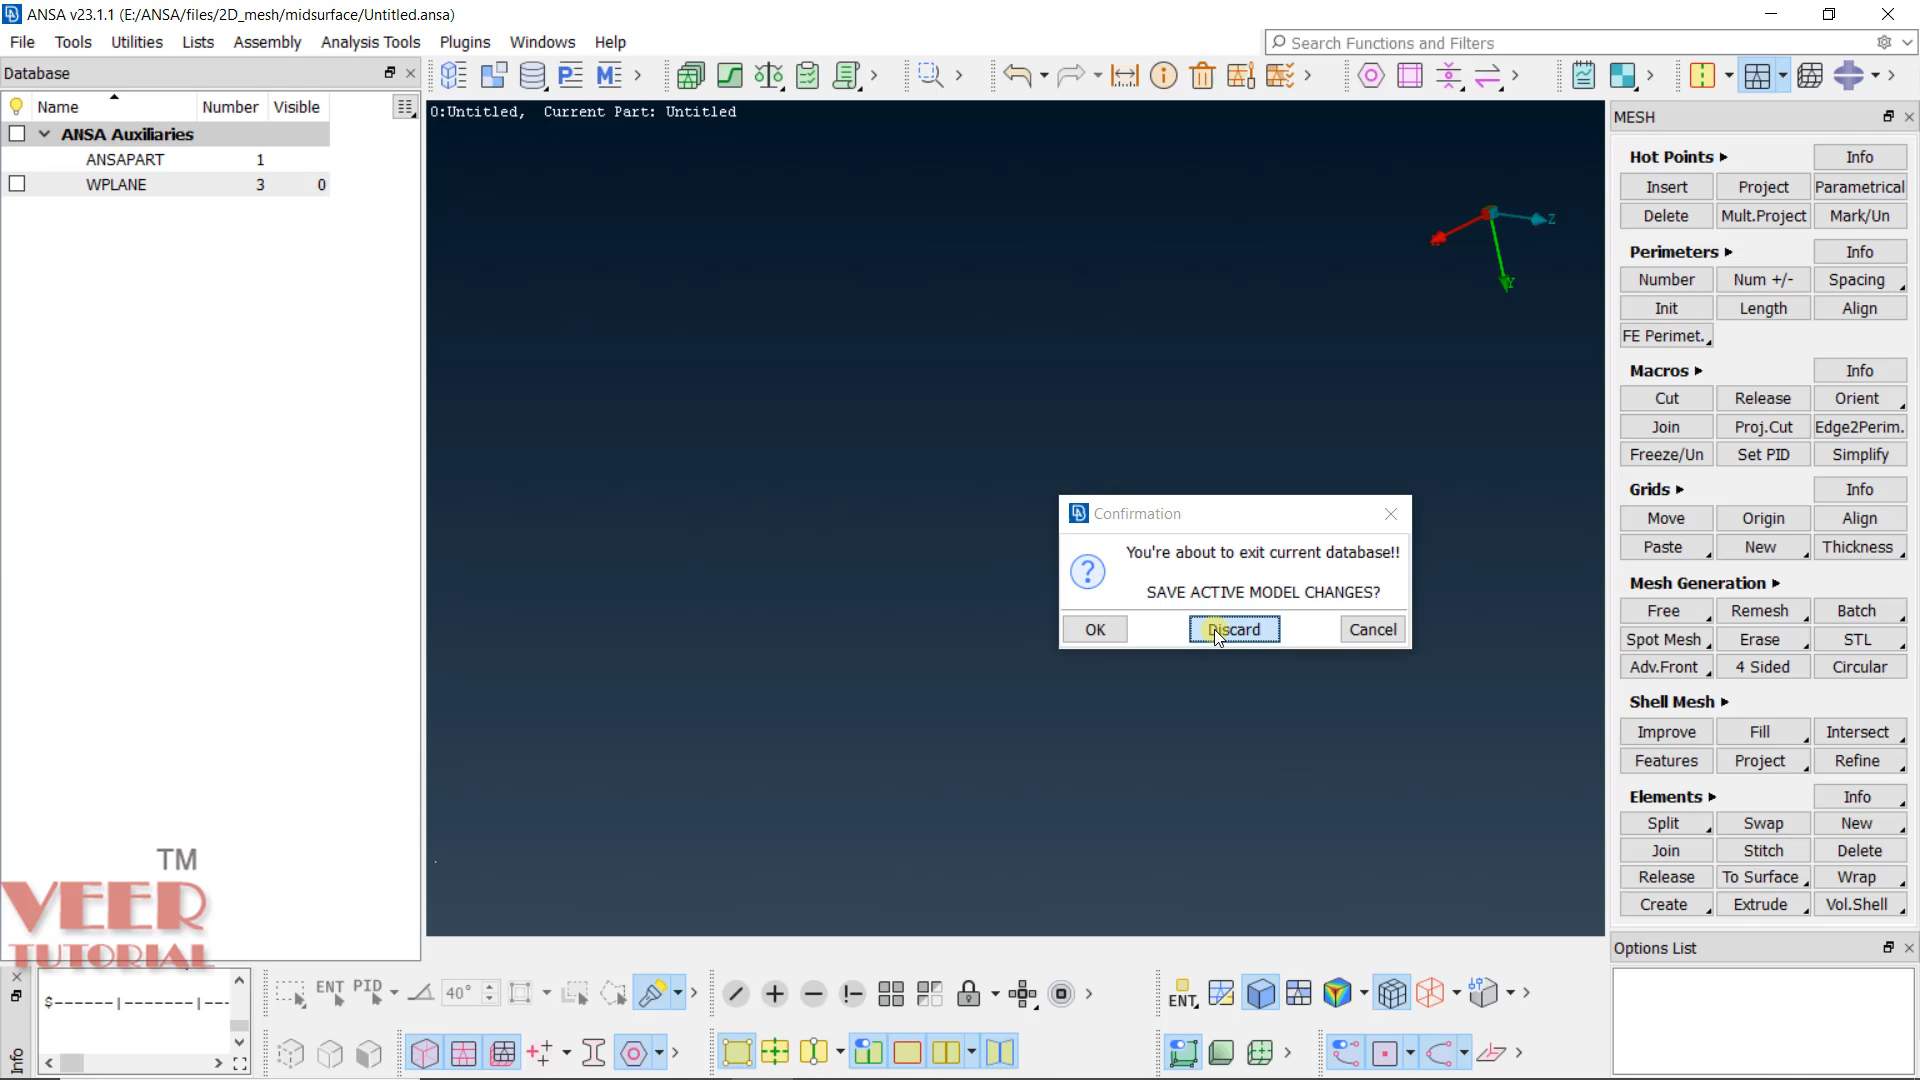 ANSA v23.1.1 (E:/ANSA/files/2D_mesh/midsurface/Untitled.ansa)
File Tools Utilities Lists Assembly Analysis Tools Plugins Windows Help
Search Functions and Filters
Database
Name Number Visible
ANSA Auxiliaries
ANSAPART 1
WPLANE 3 0
0:Untitled, Current Part: Untitled
Z
Y
Confirmation
You're about to exit current database!!
SAVE ACTIVE MODEL CHANGES?
OK Discard Cancel
MESH
Hot Points Info
Insert Project Parametrical
Delete Mult.Project Mark/Un
Perimeters Info
Number Num +/- Spacing
Init Length Align
FE Perimet.
Macros Info
Cut Release Orient
Join Proj.Cut Edge2Perim.
Freeze/Un Set PID Simplify
Grids Info
Move Origin Align
Paste New Thickness
Mesh Generation
Free Remesh Batch
Spot Mesh Erase STL
Adv.Front 4 Sided Circular
Shell Mesh
Improve Fill Intersect
Features Project Refine
Elements Info
Split Swap New
Join Stitch Delete
Release To Surface Wrap
Create Extrude Vol.Shell
Options List
TM
VEER
TUTORIAL
Info
$------|-------|---
ENT PID 40°
ENT